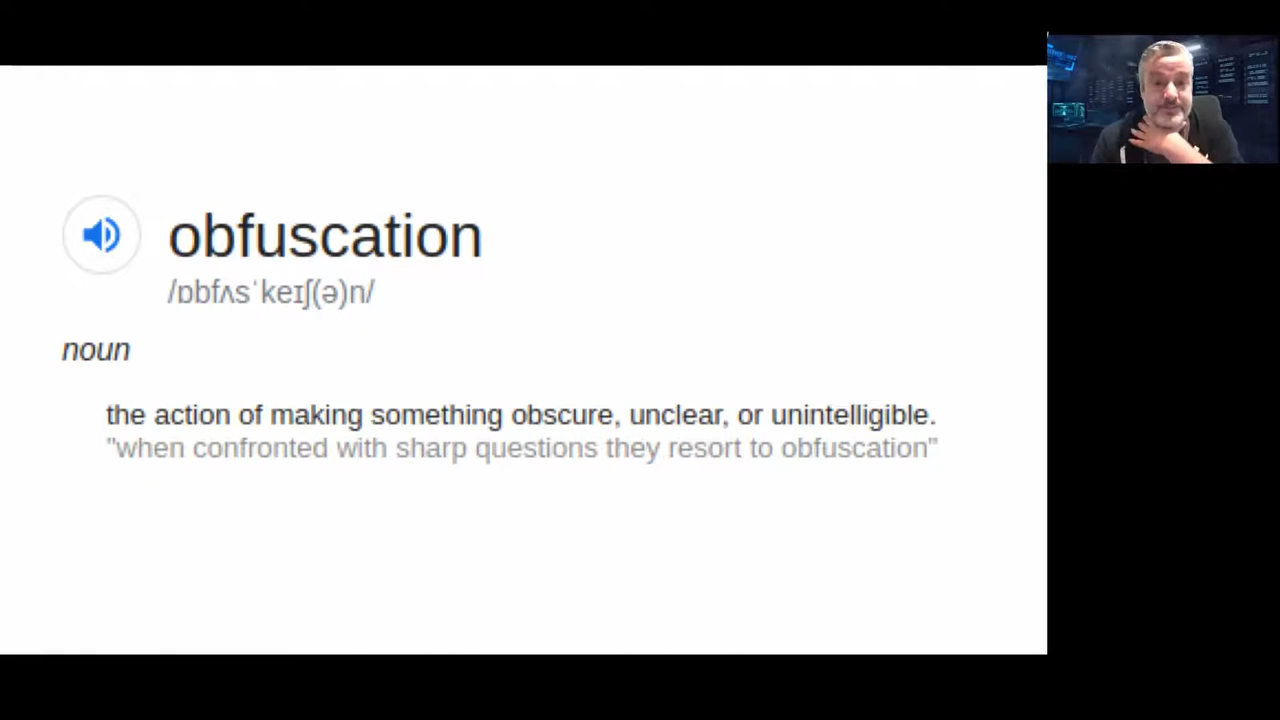 obfuscation
/ɒbfʌsˈkeɪʃ(ə)n/
noun
the action of making something obscure, unclear, or unintelligible.
"when confronted with sharp questions they resort to obfuscation"